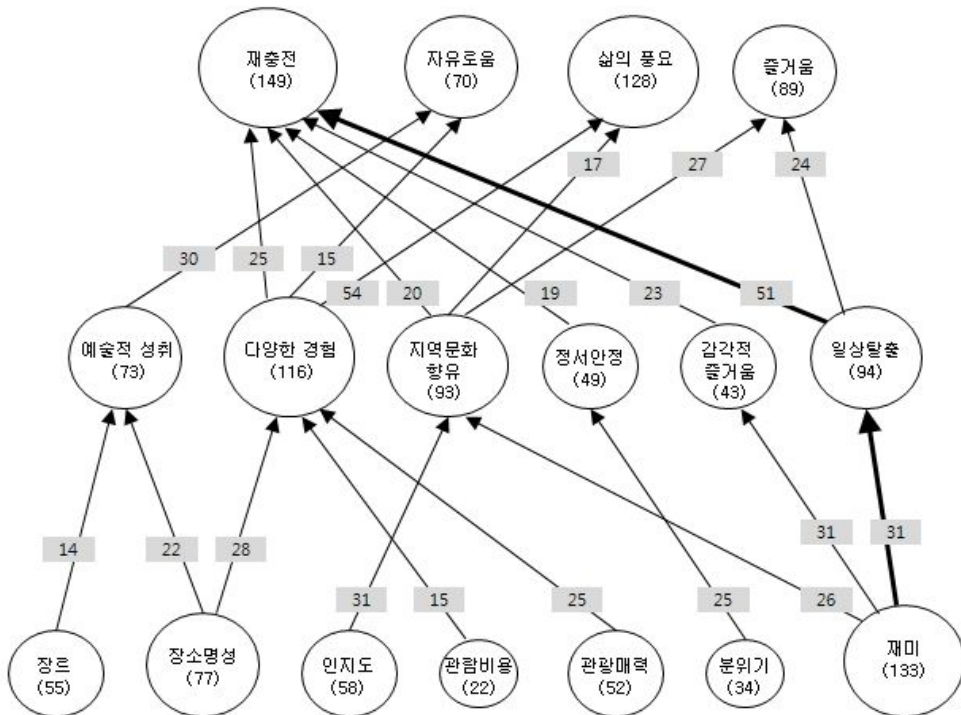 재충전
(149)
자유로움
(70)
삶의 풍요
(128)
즐거움
(89)
17
27
24
30
25
15
54
20
19
23
51
예술적 성취
(73)
다양한 경험
(116)
지역문화
향유
(93)
정서안정
(49)
감각적
즐거움
(43)
일상탈출
(94)
14
22
28
31
15
25
25
26
31
31
장르
(55)
장소명성
(77)
인지도
(58)
관람비용
(22)
관광매력
(52)
분위기
(34)
재미
(133)